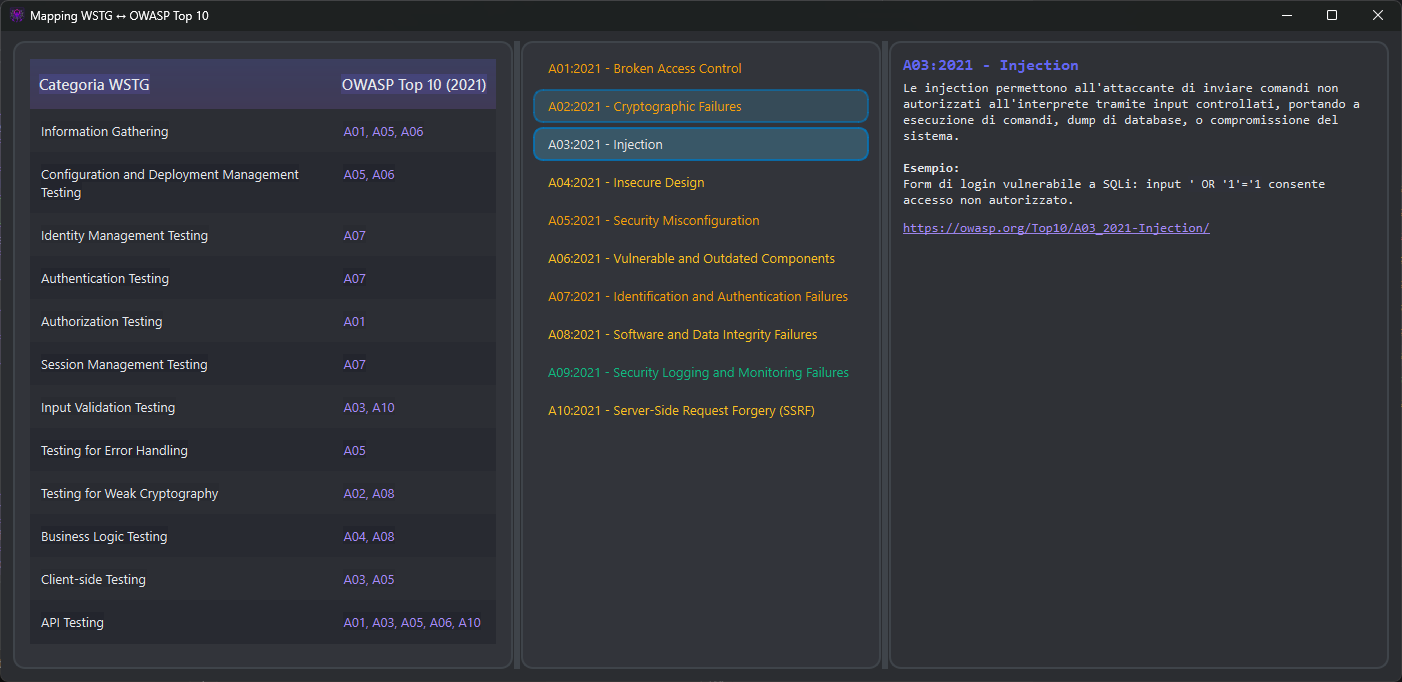 Mapping WSTG ↔ OWASP Top 10
Categoria WSTG OWASP Top 10 (2021)
Information Gathering A01, A05, A06
Configuration and Deployment Management A05, A06
Testing
Identity Management Testing A07
Authentication Testing A07
Authorization Testing A01
Session Management Testing A07
Input Validation Testing A03, A10
Testing for Error Handling A05
Testing for Weak Cryptography A02, A08
Business Logic Testing A04, A08
Client-side Testing A03, A05
API Testing A01, A03, A05, A06, A10
A01:2021 - Broken Access Control
A02:2021 - Cryptographic Failures
A03:2021 - Injection
A04:2021 - Insecure Design
A05:2021 - Security Misconfiguration
A06:2021 - Vulnerable and Outdated Components
A07:2021 - Identification and Authentication Failures
A08:2021 - Software and Data Integrity Failures
A09:2021 - Security Logging and Monitoring Failures
A10:2021 - Server-Side Request Forgery (SSRF)
A03:2021 - Injection
Le injection permettono all'attaccante di inviare comandi non
autorizzati all'interprete tramite input controllati, portando a
esecuzione di comandi, dump di database, o compromissione del
sistema.
Esempio:
Form di login vulnerabile a SQLi: input ' OR '1'='1 consente
accesso non autorizzato.
https://owasp.org/Top10/A03_2021-Injection/